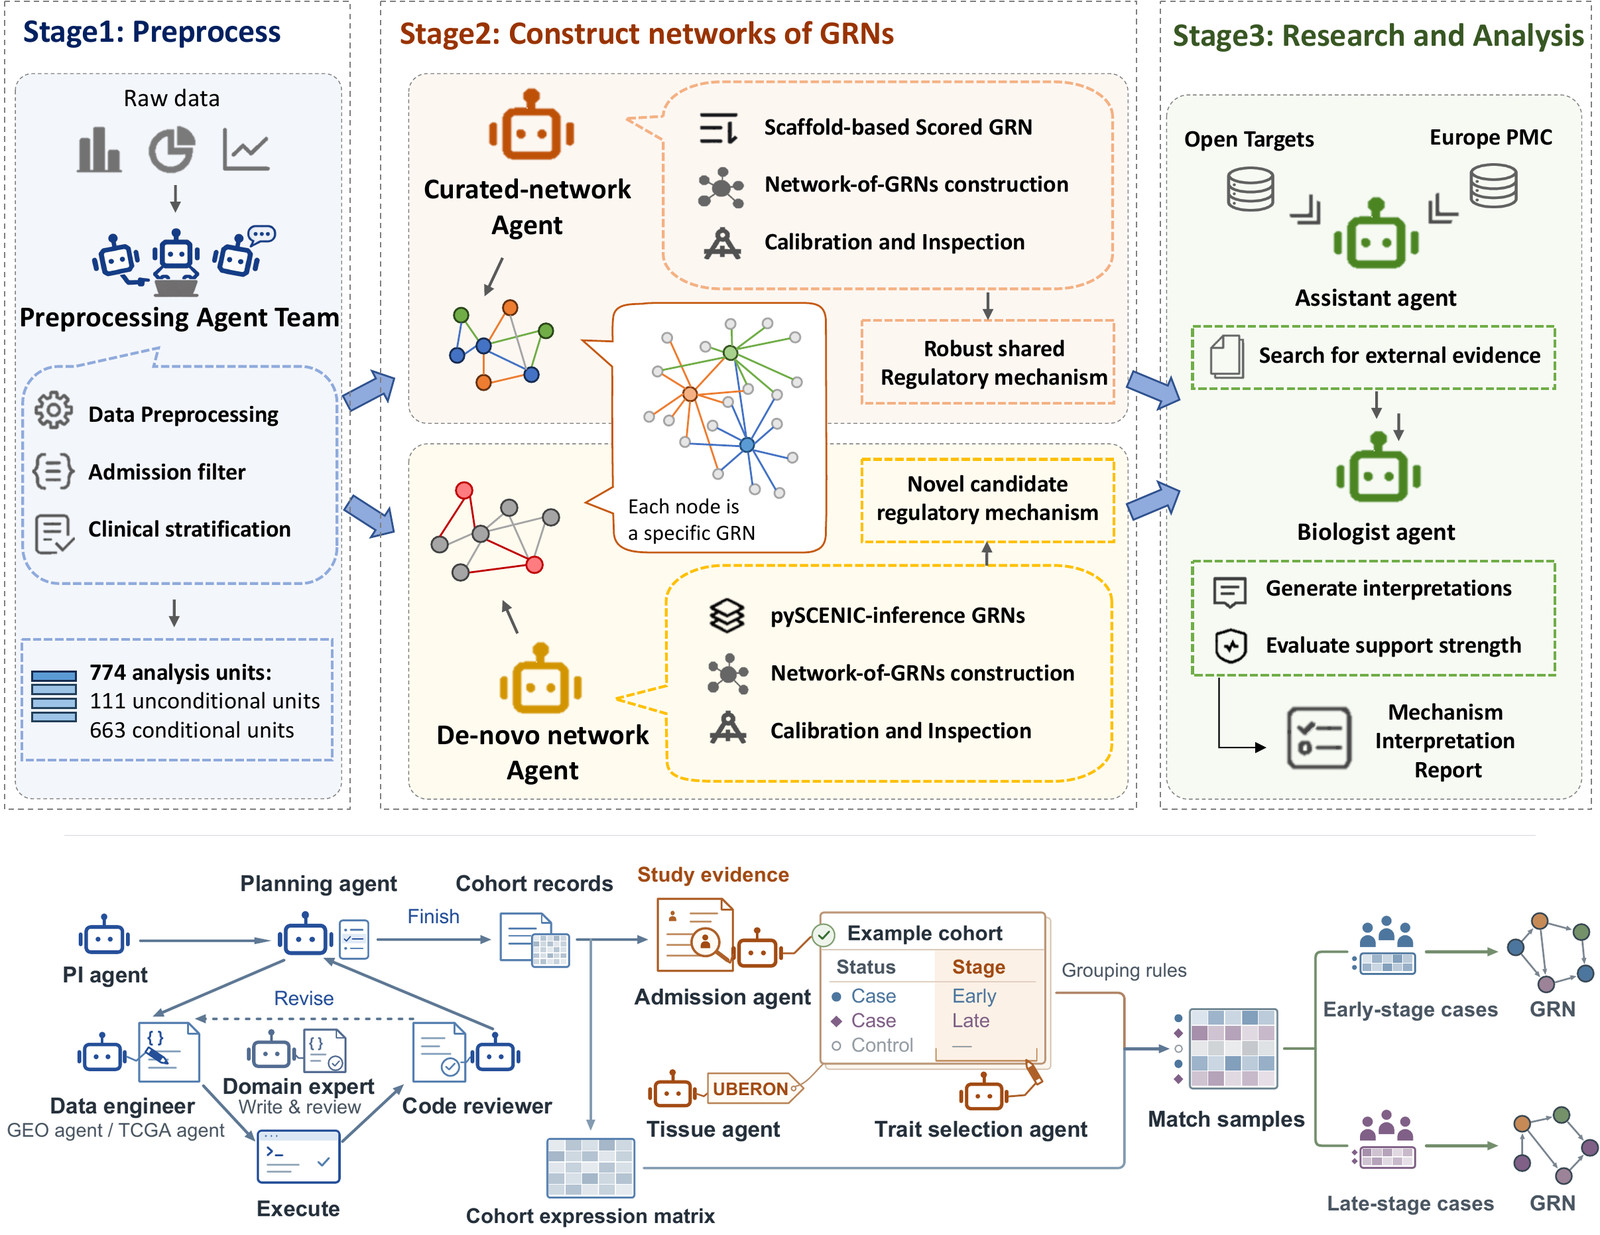 Stage1: Preprocess
Raw data
Preprocessing Agent Team
Data Preprocessing
Admission filter
Clinical stratification
774 analysis units:
111 unconditional units
663 conditional units
Stage2: Construct networks of GRNs
Curated-network
Agent
Scaffold-based Scored GRN
Network-of-GRNs construction
Calibration and Inspection
Robust shared
Regulatory mechanism
Each node is
a specific GRN
Novel candidate
regulatory mechanism
De-novo network
Agent
pySCENIC-inference GRNs
Network-of-GRNs construction
Calibration and Inspection
Stage3: Research and Analysis
Open Targets
Europe PMC
Assistant agent
Search for external evidence
Biologist agent
Generate interpretations
Evaluate support strength
Mechanism
Interpretation
Report
PI agent
Planning agent
Finish
Revise
Data engineer
GEO agent / TCGA agent
Domain expert
Write & review
Code reviewer
Execute
Cohort records
Cohort expression matrix
Study evidence
Admission agent
Example cohort
Status Stage
Case Early
Case Late
Control —
UBERON
Tissue agent
Trait selection agent
Grouping rules
Match samples
Early-stage cases
GRN
Late-stage cases
GRN